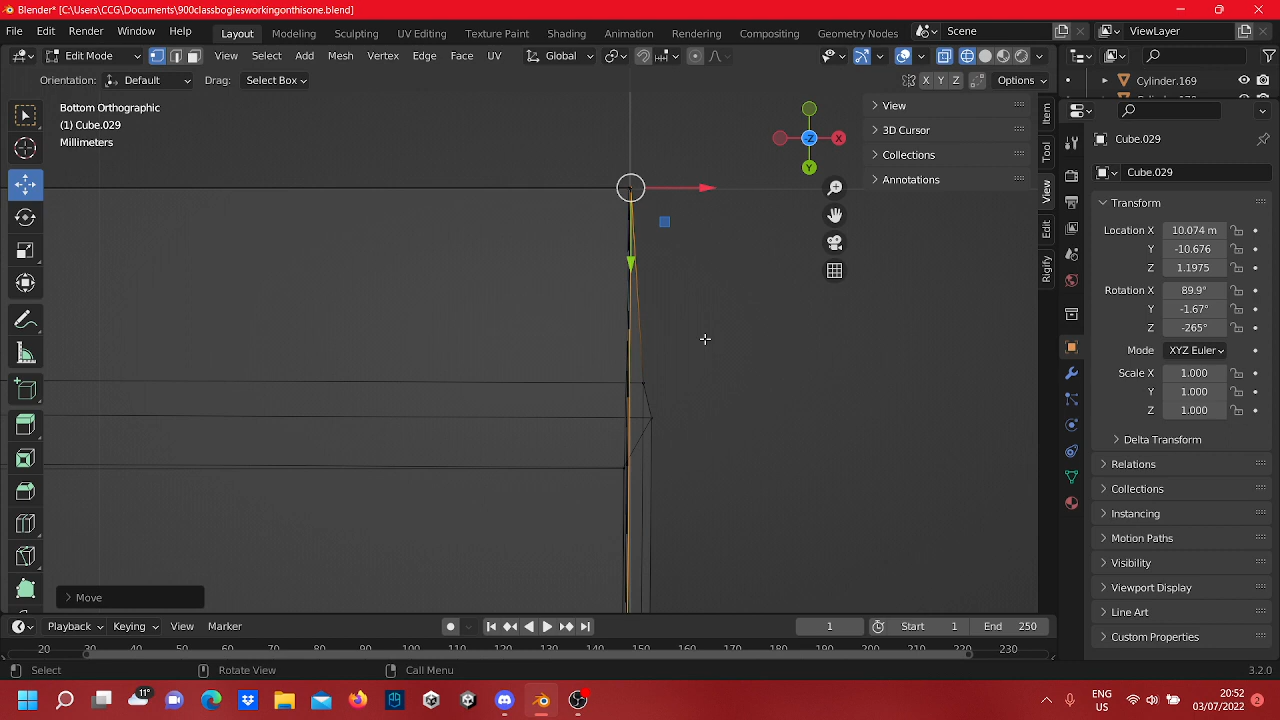 Blender* [C:\Users\CCG\Documents\900classbogiesworkingonthisone.blend]
File Edit Render Window Help Layout Modeling Sculpting UV Editing Texture Paint Shading Animation Rendering Compositing Geometry Nodes Scene ViewLayer
Edit Mode View Select Add Mesh Vertex Edge Face UV Global
Orientation: Default Drag: Select Box X Y Z Options
Cylinder.169
Bottom Orthographic
(1) Cube.029
Millimeters
View
3D Cursor
Collections
Annotations
-Z X Y
Item
Tool
View
Edit
Rigify
Cube.029
Cube.029
Transform
Location X 10.074 m
Y -10.676
Z 1.1975
Rotation X 89.9°
Y -1.67°
Z -265°
Mode XYZ Euler
Scale X 1.000
Y 1.000
Z 1.000
Delta Transform
Relations
Collections
Instancing
Motion Paths
Visibility
Viewport Display
Line Art
Custom Properties
Move
Playback Keying View Marker 1 Start 1 End 250
20 60 70 80 90 100 110 120 130 140 150 160 170 180 190 200 210 220 230
Select Rotate View Call Menu 3.2.0
11° ENG US 20:52 03/07/2022 2